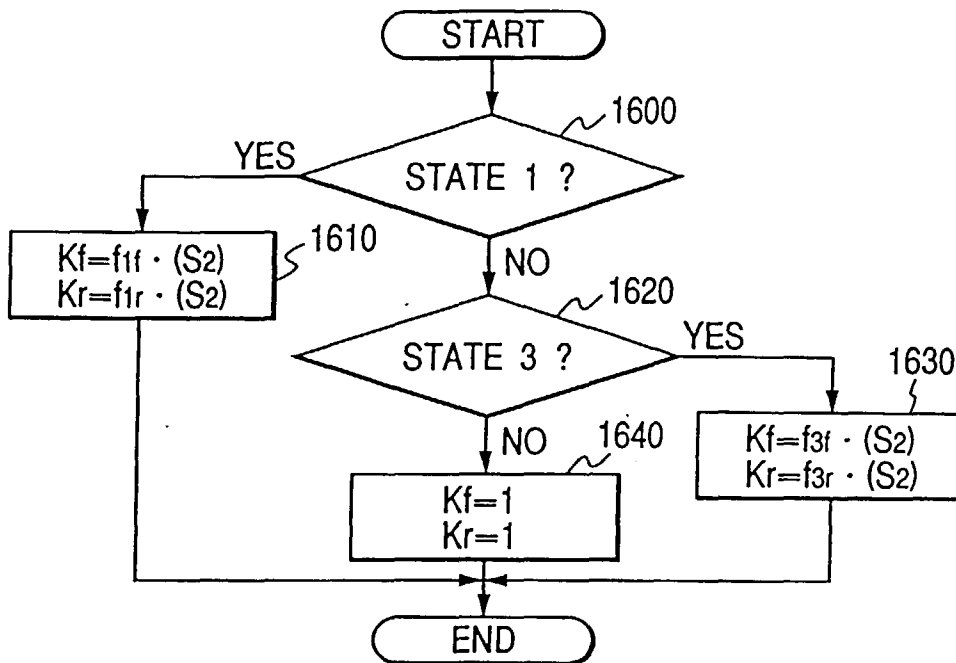 START
1600
YES
STATE 1 ?
1610
Kf=f1f · (S2)
Kr=f1r · (S2)
NO
1620
YES
STATE 3 ?
1630
Kf=f3f · (S2)
Kr=f3r · (S2)
NO
1640
Kf=1
Kr=1
END